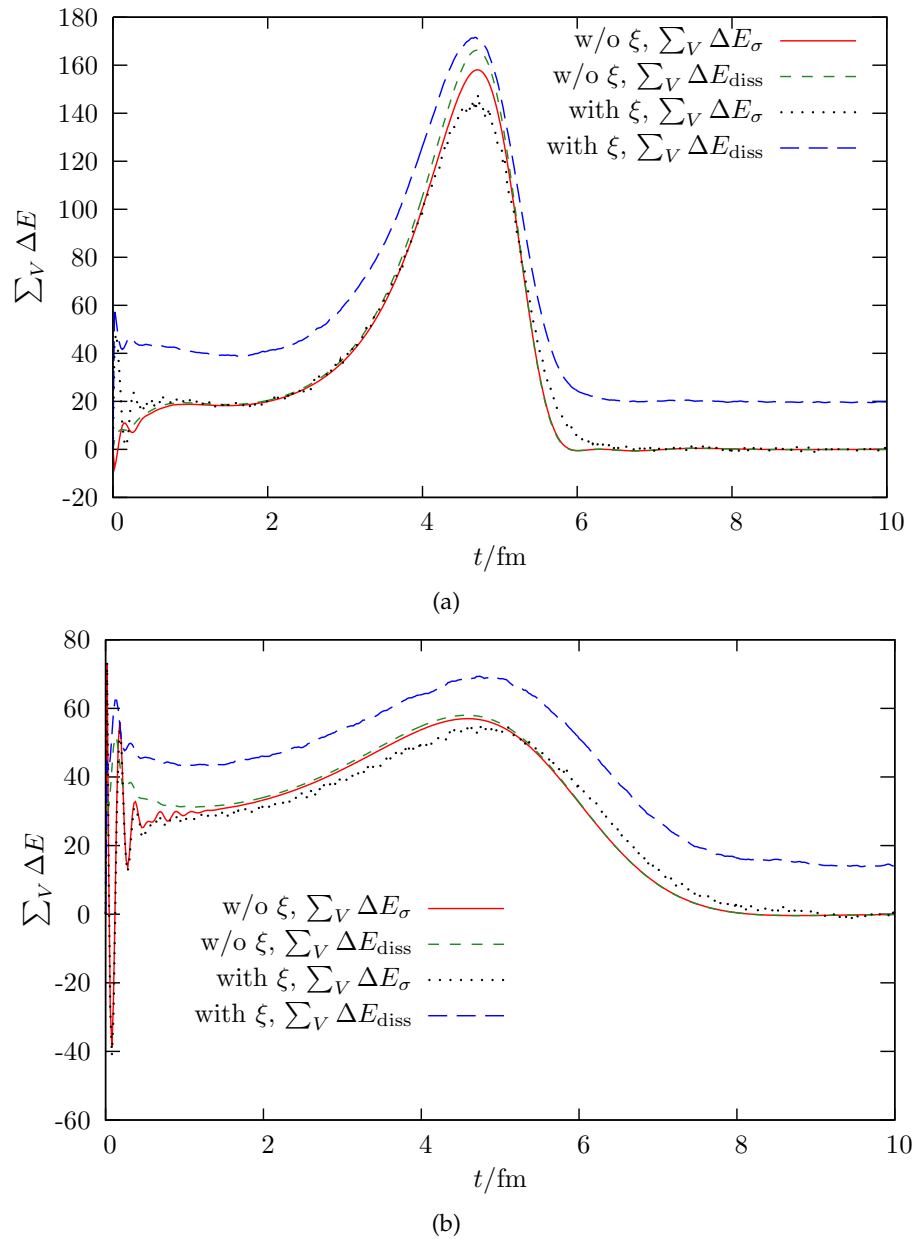 180
160
140
120
100
80
60
40
20
0
-20
∑_V ΔE
w/o ξ, ∑_V ΔE_σ
w/o ξ, ∑_V ΔE_diss
with ξ, ∑_V ΔE_σ
with ξ, ∑_V ΔE_diss
0 2 4 6 8 10
t/fm
(a)
80
60
40
20
0
-20
-40
-60
∑_V ΔE
w/o ξ, ∑_V ΔE_σ
w/o ξ, ∑_V ΔE_diss
with ξ, ∑_V ΔE_σ
with ξ, ∑_V ΔE_diss
0 2 4 6 8 10
t/fm
(b)